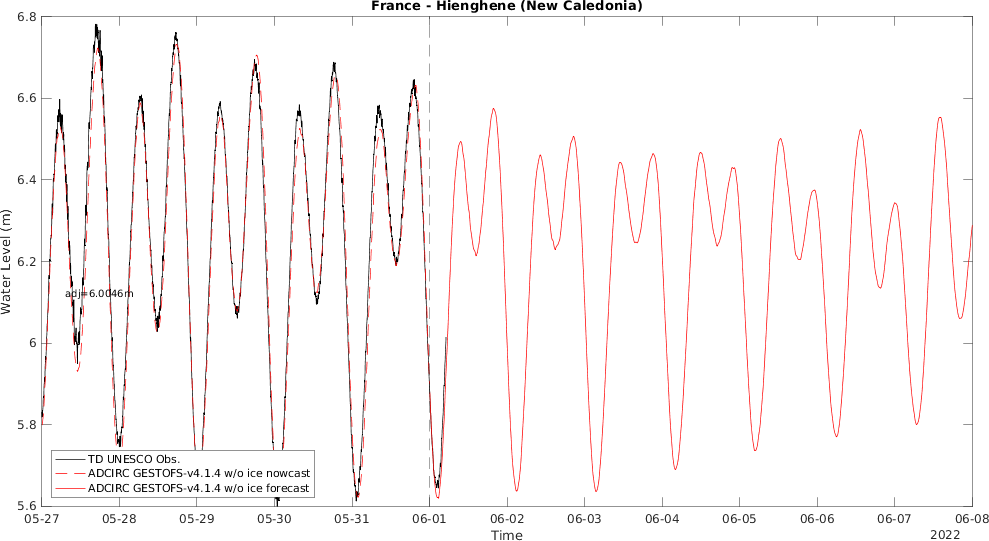 France - Hienghene (New Caledonia)
6.8
6.6
6.4
6.2
6
5.8
5.6
Water Level (m)
adj=6.0046m
TD UNESCO Obs.
ADCIRC GESTOFS-v4.1.4 w/o ice nowcast
ADCIRC GESTOFS-v4.1.4 w/o ice forecast
05-27 05-28 05-29 05-30 05-31 06-01 06-02 06-03 06-04 06-05 06-06 06-07 06-08
Time
2022